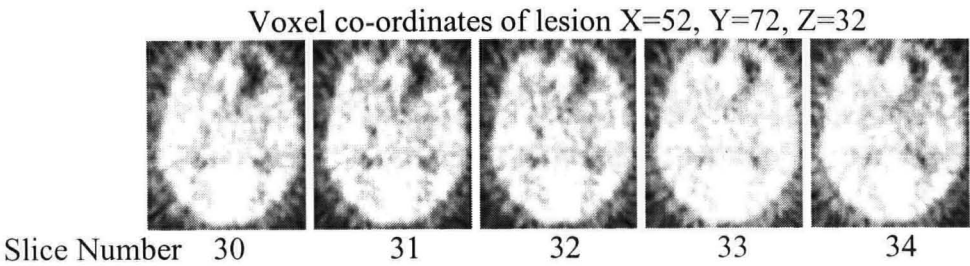 Voxel co-ordinates of lesion X=52, Y=72, Z=32
Slice Number 30 31 32 33 34